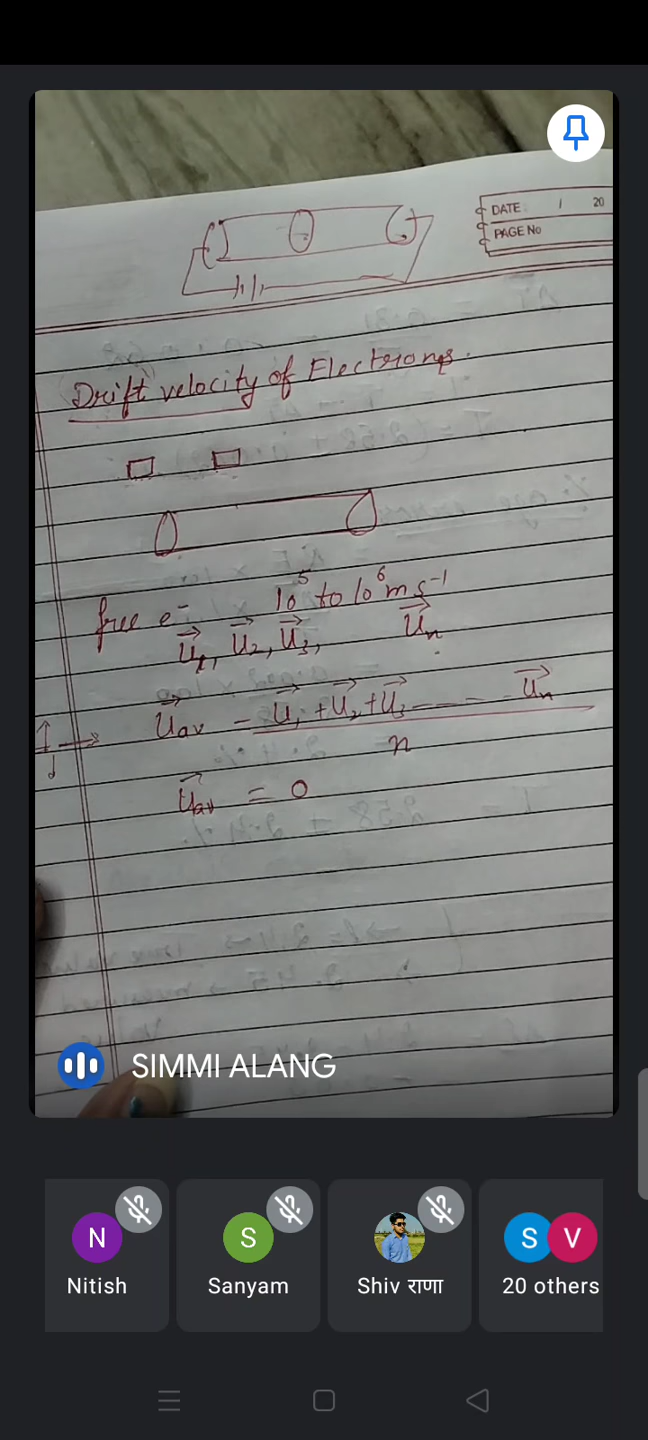 DATE: / 20
PAGE No
Drift velocity of Electrons.
free e⁻ 10⁵ to 10⁶ m s⁻¹
u⃗₁, u⃗₂, u⃗₃, u⃗ₙ
u⃗av = u⃗₁ + u⃗₂ + u⃗₃ ------ u⃗ₙ
n
u⃗av = 0
SIMMI ALANG
N
S
S V
Nitish
Sanyam
Shiv राणा
20 others